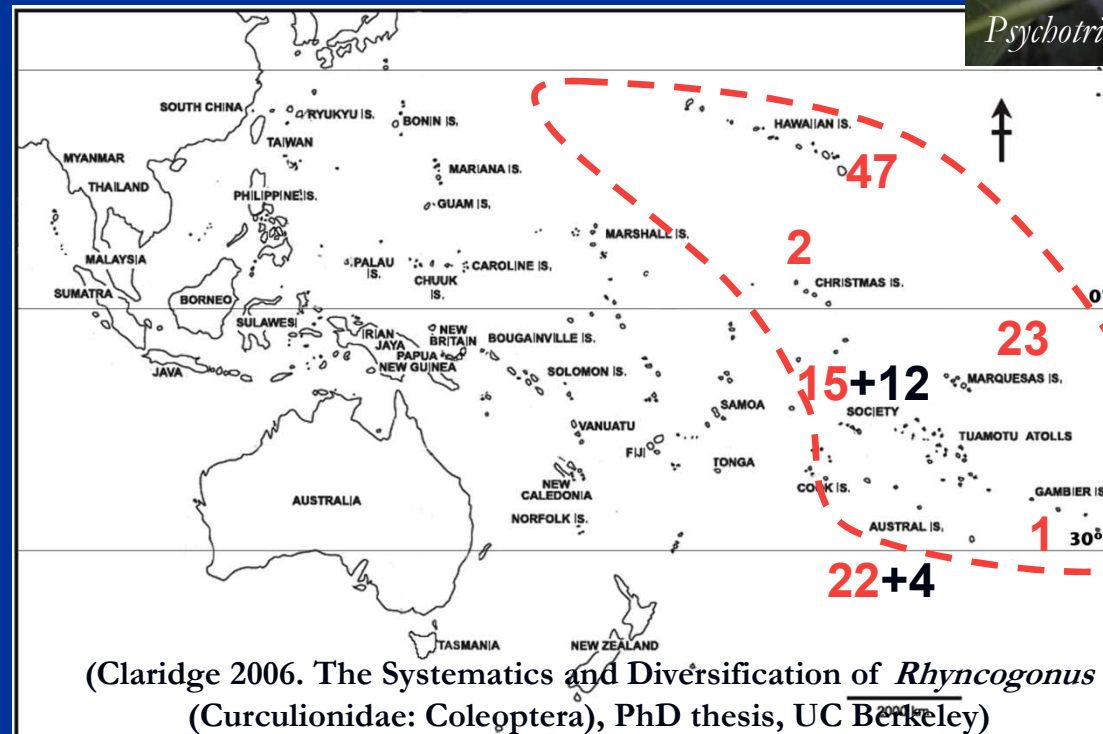 Psychotri
SOUTH CHINA
RYUKYU IS.
BONIN IS.
HAWAIIAN IS.
TAIWAN
47
MYANMAR
MARIANA IS.
THAILAND
PHILIPPINE IS.
GUAM IS.
MARSHALL IS.
2
MALAYSIA
PALAU
IS.
CHUUK
IS.
CAROLINE IS.
CHRISTMAS IS.
SUMATRA
BORNEO
0°
SULAWESI
IRIAN
JAYA
NEW
BRITAIN
BOUGAINVILLE IS.
23
PAPUA
NEW GUINEA
JAVA
SOLOMON IS.
15+12
MARQUESAS IS.
SAMOA
SOCIETY
VANUATU
TUAMOTU ATOLLS
FIJI
TONGA
NEW
CALEDONIA
COOK IS.
GAMBIER IS
AUSTRALIA
NORFOLK IS.
AUSTRAL IS.
1
30°
22+4
TASMANIA
NEW ZEALAND
(Claridge 2006. The Systematics and Diversification of Rhyncogonus
(Curculionidae: Coleoptera), PhD thesis, UC Berkeley)
2000 km